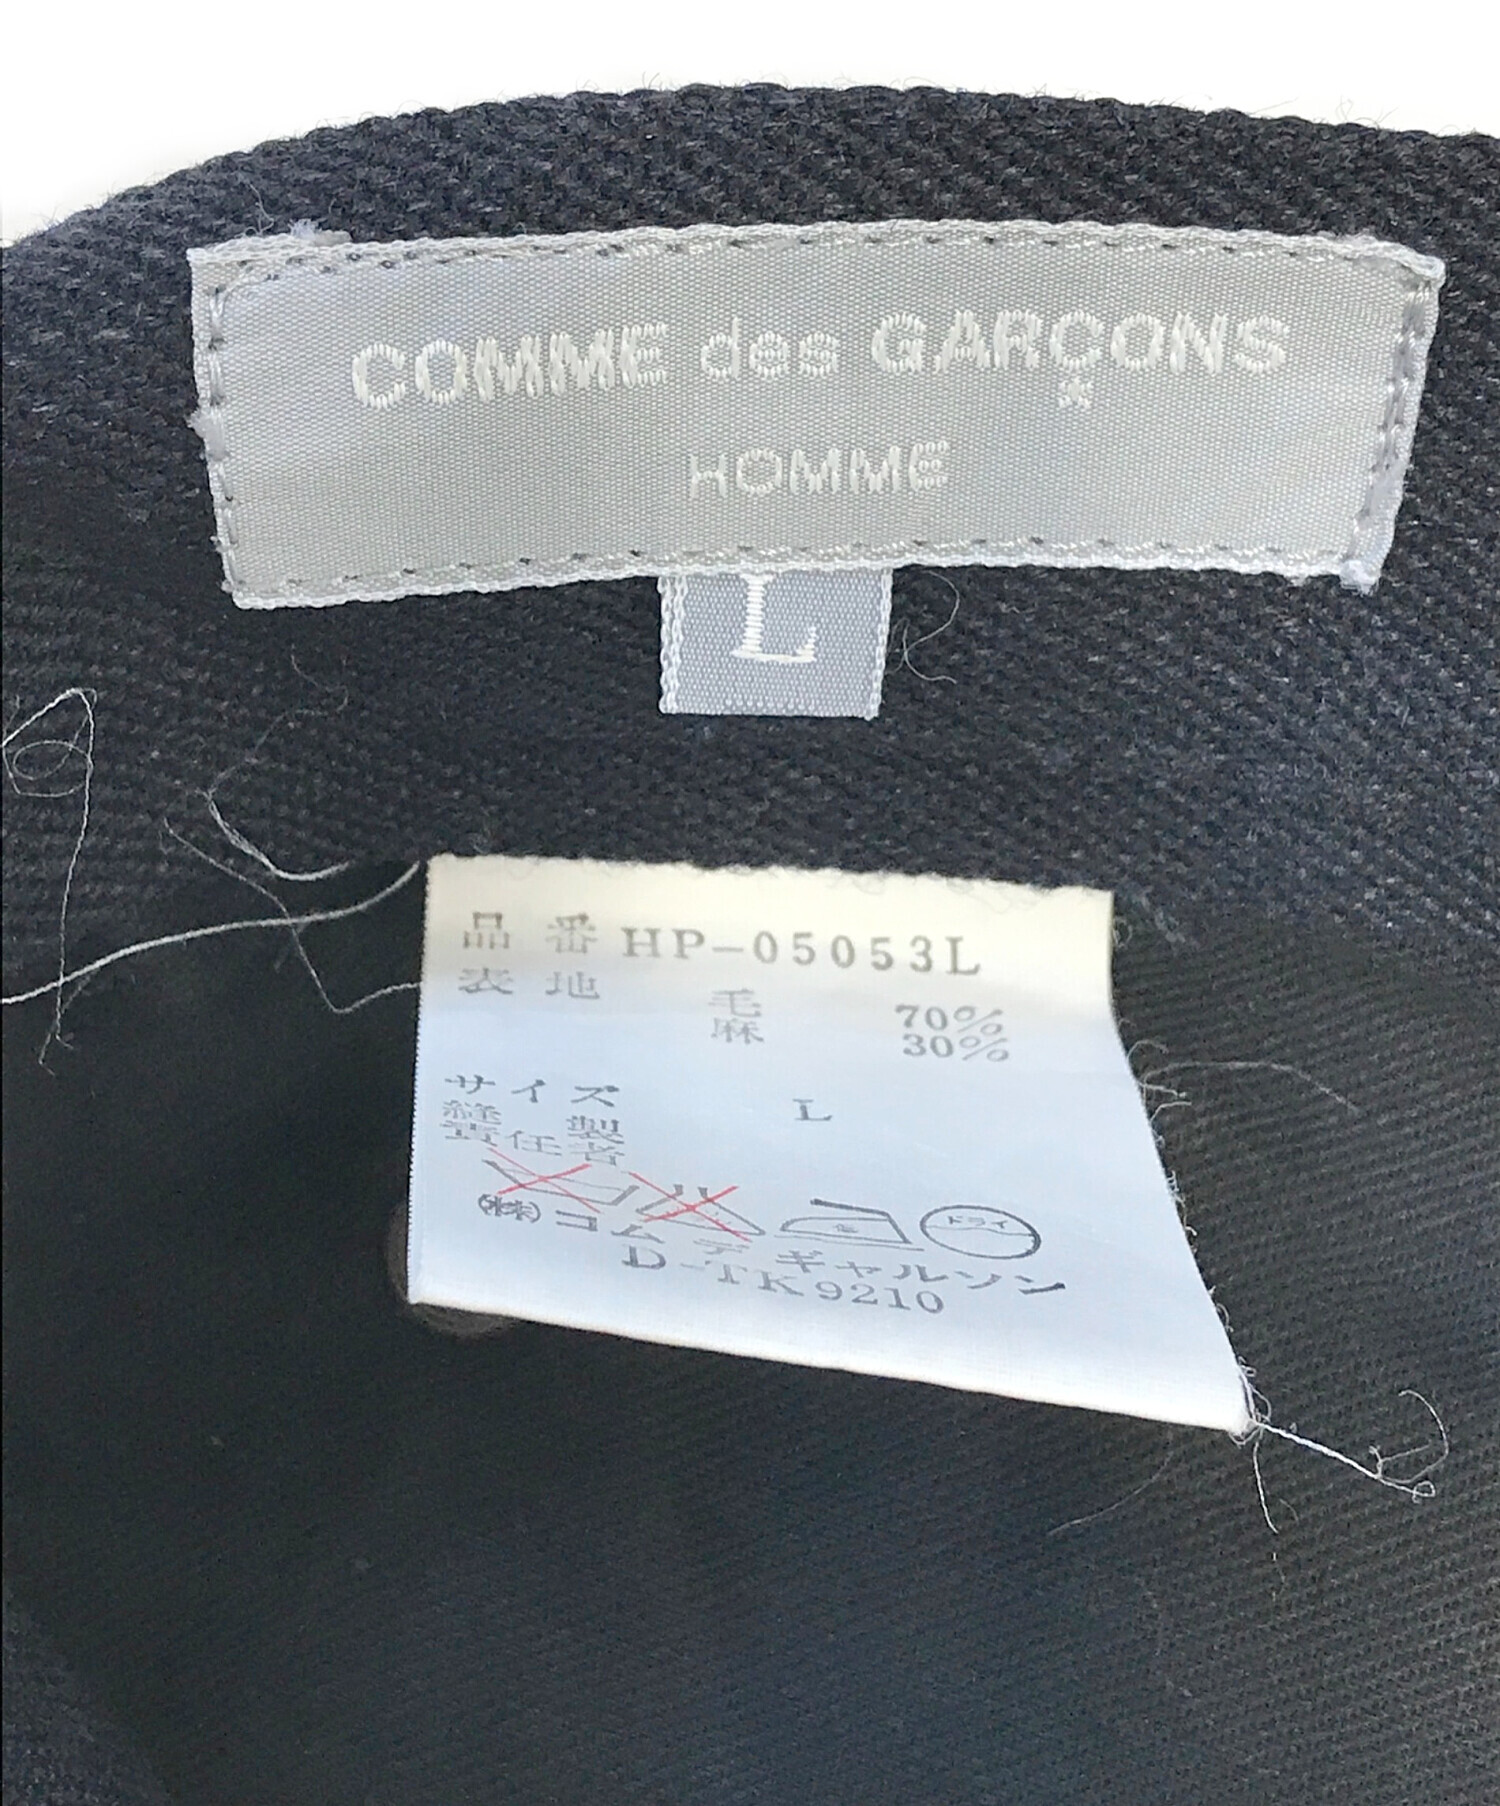 COMME des GARÇONS
HOMME
L
品番 HP-05053L
表地 毛 70%
麻 30%
サイズ L
縫製
責任者
ドライ
㈱コム デ ギャルソン
D-TK9210